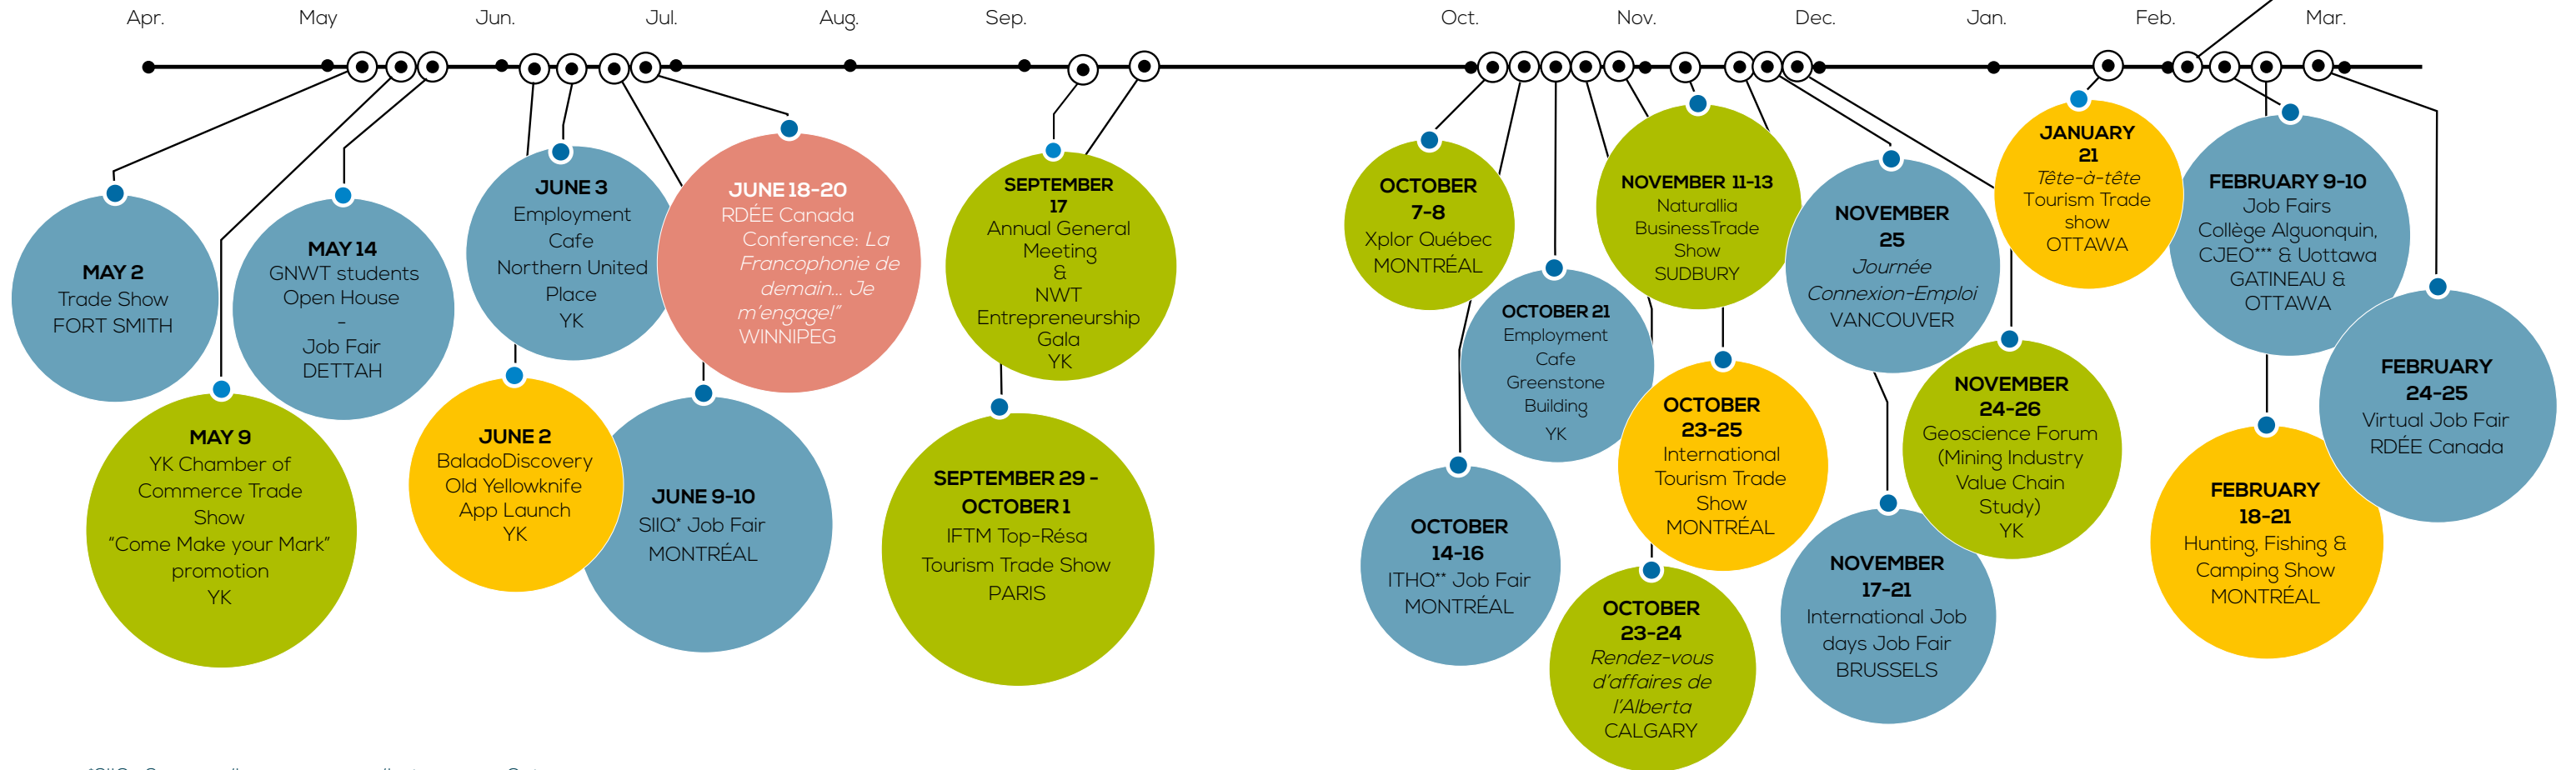 Apr.
May
Jun.
Jul.
Aug.
Sep.
Oct.
Nov.
Dec.
Jan.
Feb.
Mar.
MAY 2
Trade Show
FORT SMITH
MAY 9
YK Chamber of
Commerce Trade
Show
“Come Make your Mark”
promotion
YK
MAY 14
GNWT students
Open House
-
Job Fair
DETTAH
JUNE 3
Employment
Cafe
Northern United
Place
YK
JUNE 2
BaladoDiscovery
Old Yellowknife
App Launch
YK
JUNE 9-10
SIIQ* Job Fair
MONTRÉAL
JUNE 18-20
RDÉE Canada
Conference: La
Francophonie de
demain... Je
m’engage!”
WINNIPEG
SEPTEMBER
17
Annual General
Meeting
&
NWT
Entrepreneurship
Gala
YK
SEPTEMBER 29 -
OCTOBER 1
IFTM Top-Résa
Tourism Trade Show
PARIS
OCTOBER
7-8
Xplor Québec
MONTRÉAL
OCTOBER
14-16
ITHQ** Job Fair
MONTRÉAL
OCTOBER 21
Employment
Cafe
Greenstone
Building
YK
OCTOBER
23-24
Rendez-vous
d’affaires de
l’Alberta
CALGARY
OCTOBER
23-25
International
Tourism Trade
Show
MONTRÉAL
NOVEMBER 11-13
Naturallia
BusinessTrade
Show
SUDBURY
NOVEMBER
17-21
International Job
days Job Fair
BRUSSELS
NOVEMBER
25
Journée
Connexion-Emploi
VANCOUVER
NOVEMBER
24-26
Geoscience Forum
(Mining Industry
Value Chain
Study)
YK
JANUARY
21
Tête-à-tête
Tourism Trade
show
OTTAWA
FEBRUARY 9-10
Job Fairs
Collège Alguonquin,
CJEO*** & Uottawa
GATINEAU &
OTTAWA
FEBRUARY
18-21
Hunting, Fishing &
Camping Show
MONTRÉAL
FEBRUARY
24-25
Virtual Job Fair
RDÉE Canada